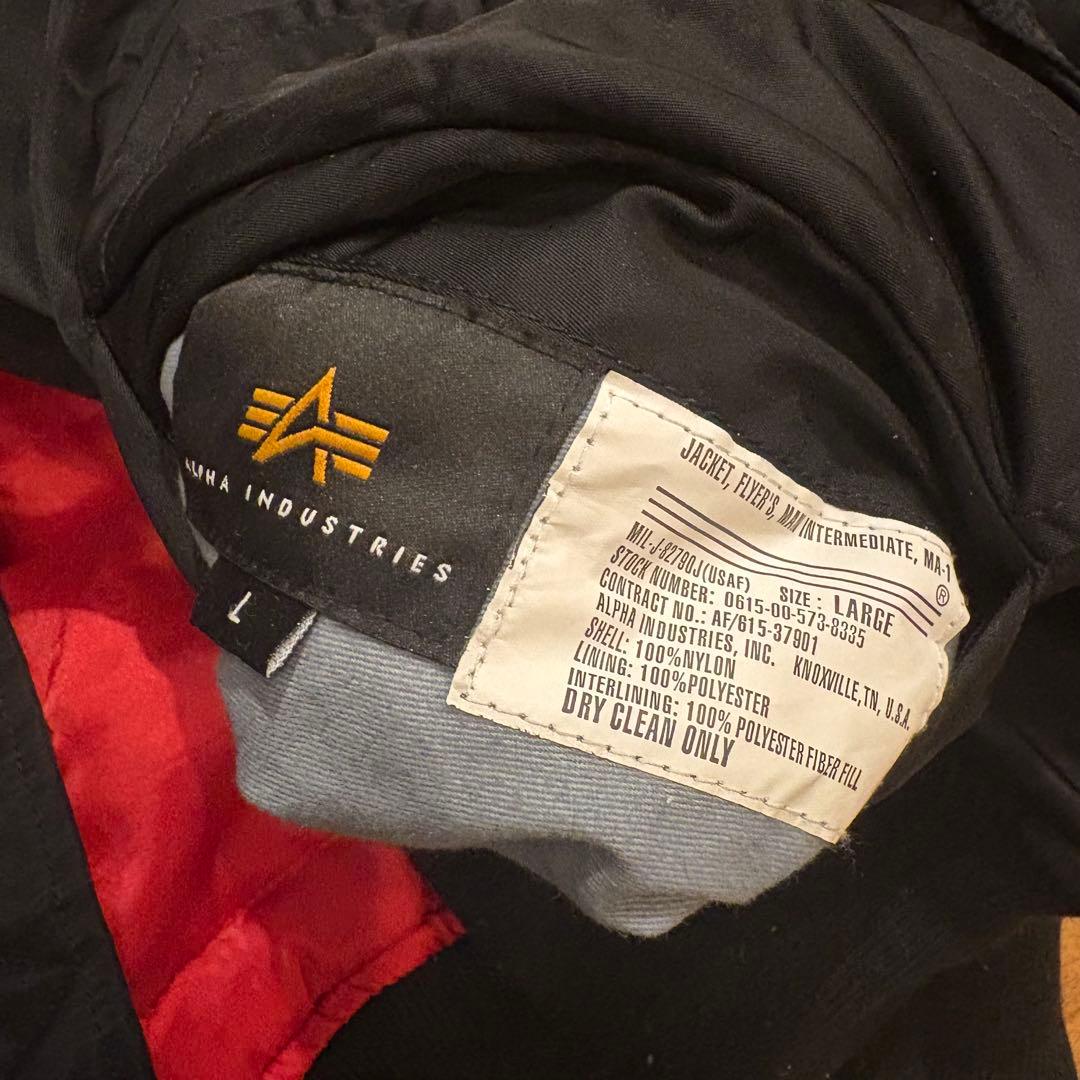 ALPHA INDUSTRIES
L
JACKET, FLYER'S, MAN INTERMEDIATE, MA-1
®
MIL-J-8279OJ(USAF) SIZE : LARGE
STOCK NUMBER: 0615-00-573-8335
CONTRACT NO.: AF/615-37901
ALPHA INDUSTRIES, INC. KNOXVILLE,TN, U.S.A.
SHELL: 100%NYLON
LINING: 100%POLYESTER
INTERLINING: 100% POLYESTER FIBER FILL
DRY CLEAN ONLY